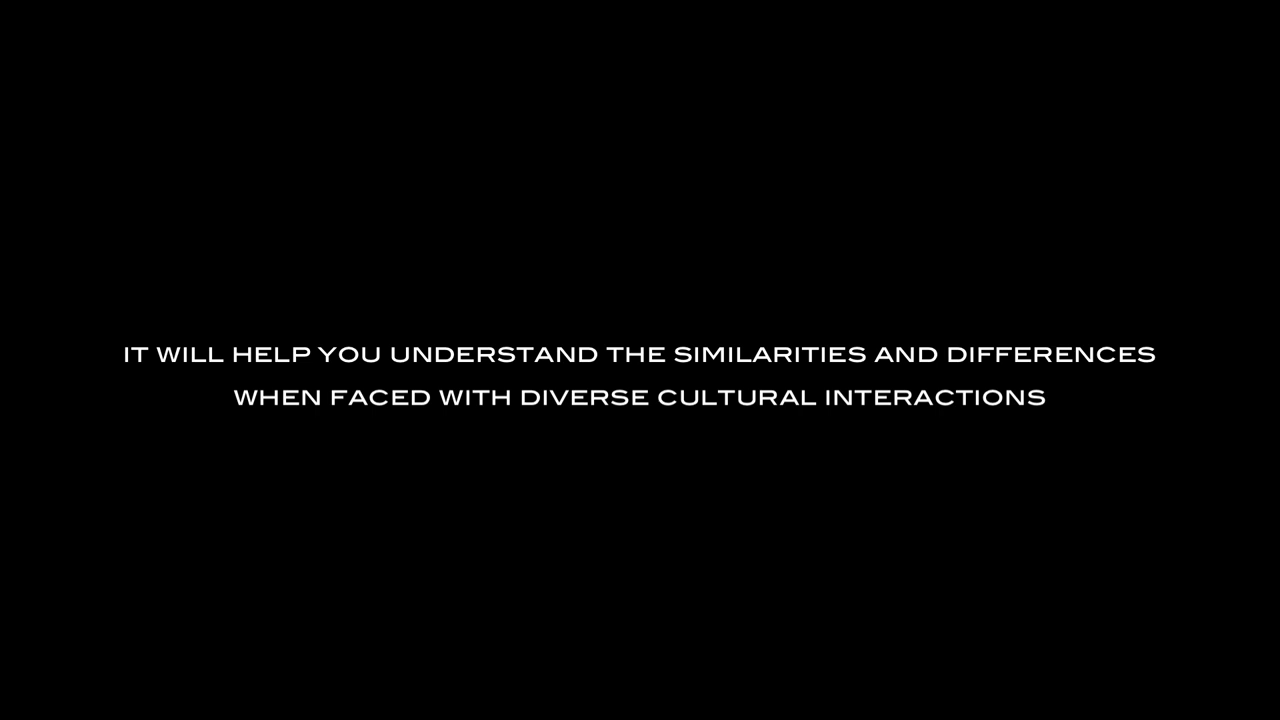 IT WILL HELP YOU UNDERSTAND THE SIMILARITIES AND DIFFERENCES
WHEN FACED WITH DIVERSE CULTURAL INTERACTIONS